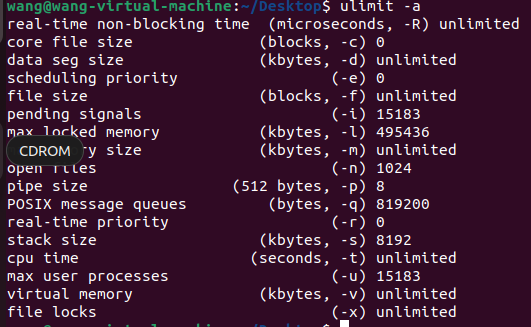 wang@wang-virtual-machine:~/Desktop$ ulimit -a
real-time non-blocking time  (microseconds, -R) unlimited
core file size              (blocks, -c) 0
data seg size               (kbytes, -d) unlimited
scheduling priority                 (-e) 0
file size                   (blocks, -f) unlimited
pending signals                     (-i) 15183
max locked memory           (kbytes, -l) 495436
CDROM
ry size             (kbytes, -m) unlimited
open files                          (-n) 1024
pipe size                (512 bytes, -p) 8
POSIX message queues         (bytes, -q) 819200
real-time priority                  (-r) 0
stack size                  (kbytes, -s) 8192
cpu time                   (seconds, -t) unlimited
max user processes                  (-u) 15183
virtual memory              (kbytes, -v) unlimited
file locks                          (-x) unlimited